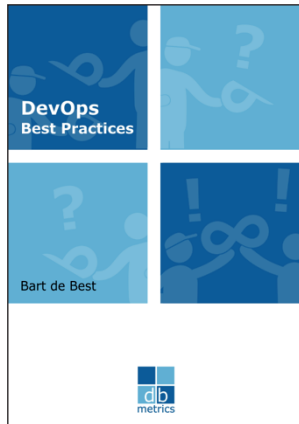 DevOps
Best Practices
?
?
! !
Bart de Best
db
metrics